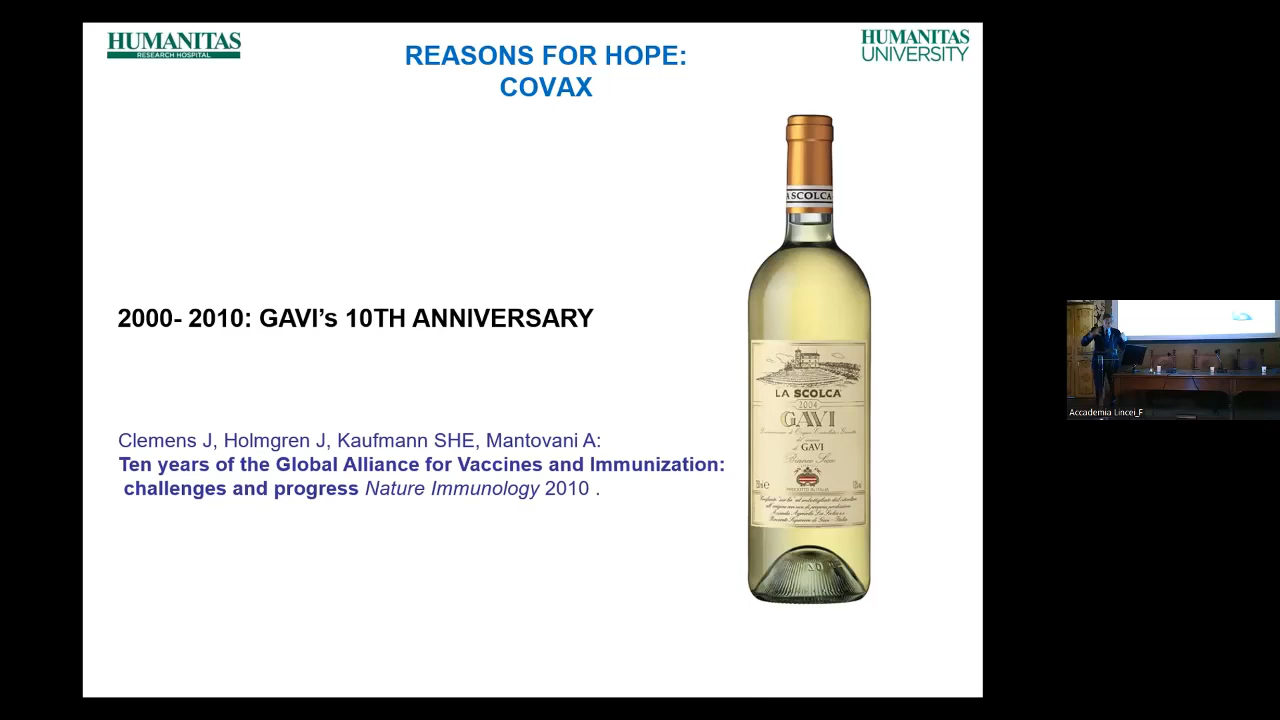 HUMANITAS
RESEARCH HOSPITAL
REASONS FOR HOPE:
COVAX
HUMANITAS
UNIVERSITY
A SCOLCA
2000- 2010: GAVI’s 10TH ANNIVERSARY
LA SCOLCA
2004
GAVI
GAVI
Clemens J, Holmgren J, Kaufmann SHE, Mantovani A:
Ten years of the Global Alliance for Vaccines and Immunization:
challenges and progress Nature Immunology 2010 .
Accademia Lincei_F